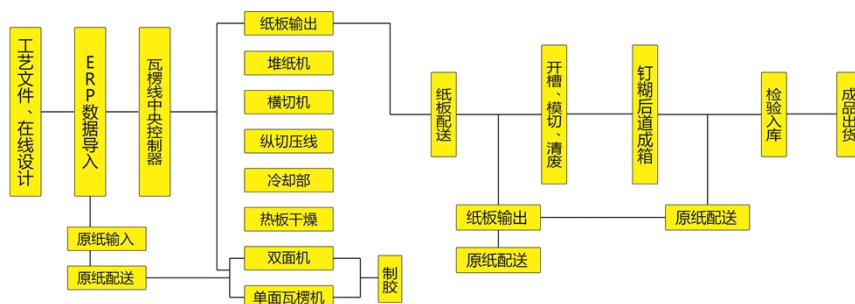 工艺文件、在线设计
ERP数据导入
瓦楞线中央控制器
纸板输出
堆纸机
横切机
纵切压线
冷却部
热板干燥
双面机
单面瓦楞机
制胶
原纸输入
原纸配送
纸板配送
开槽、模切、清废
钉糊后道成箱
检验入库
成品出货
纸板输出
原纸配送
原纸配送